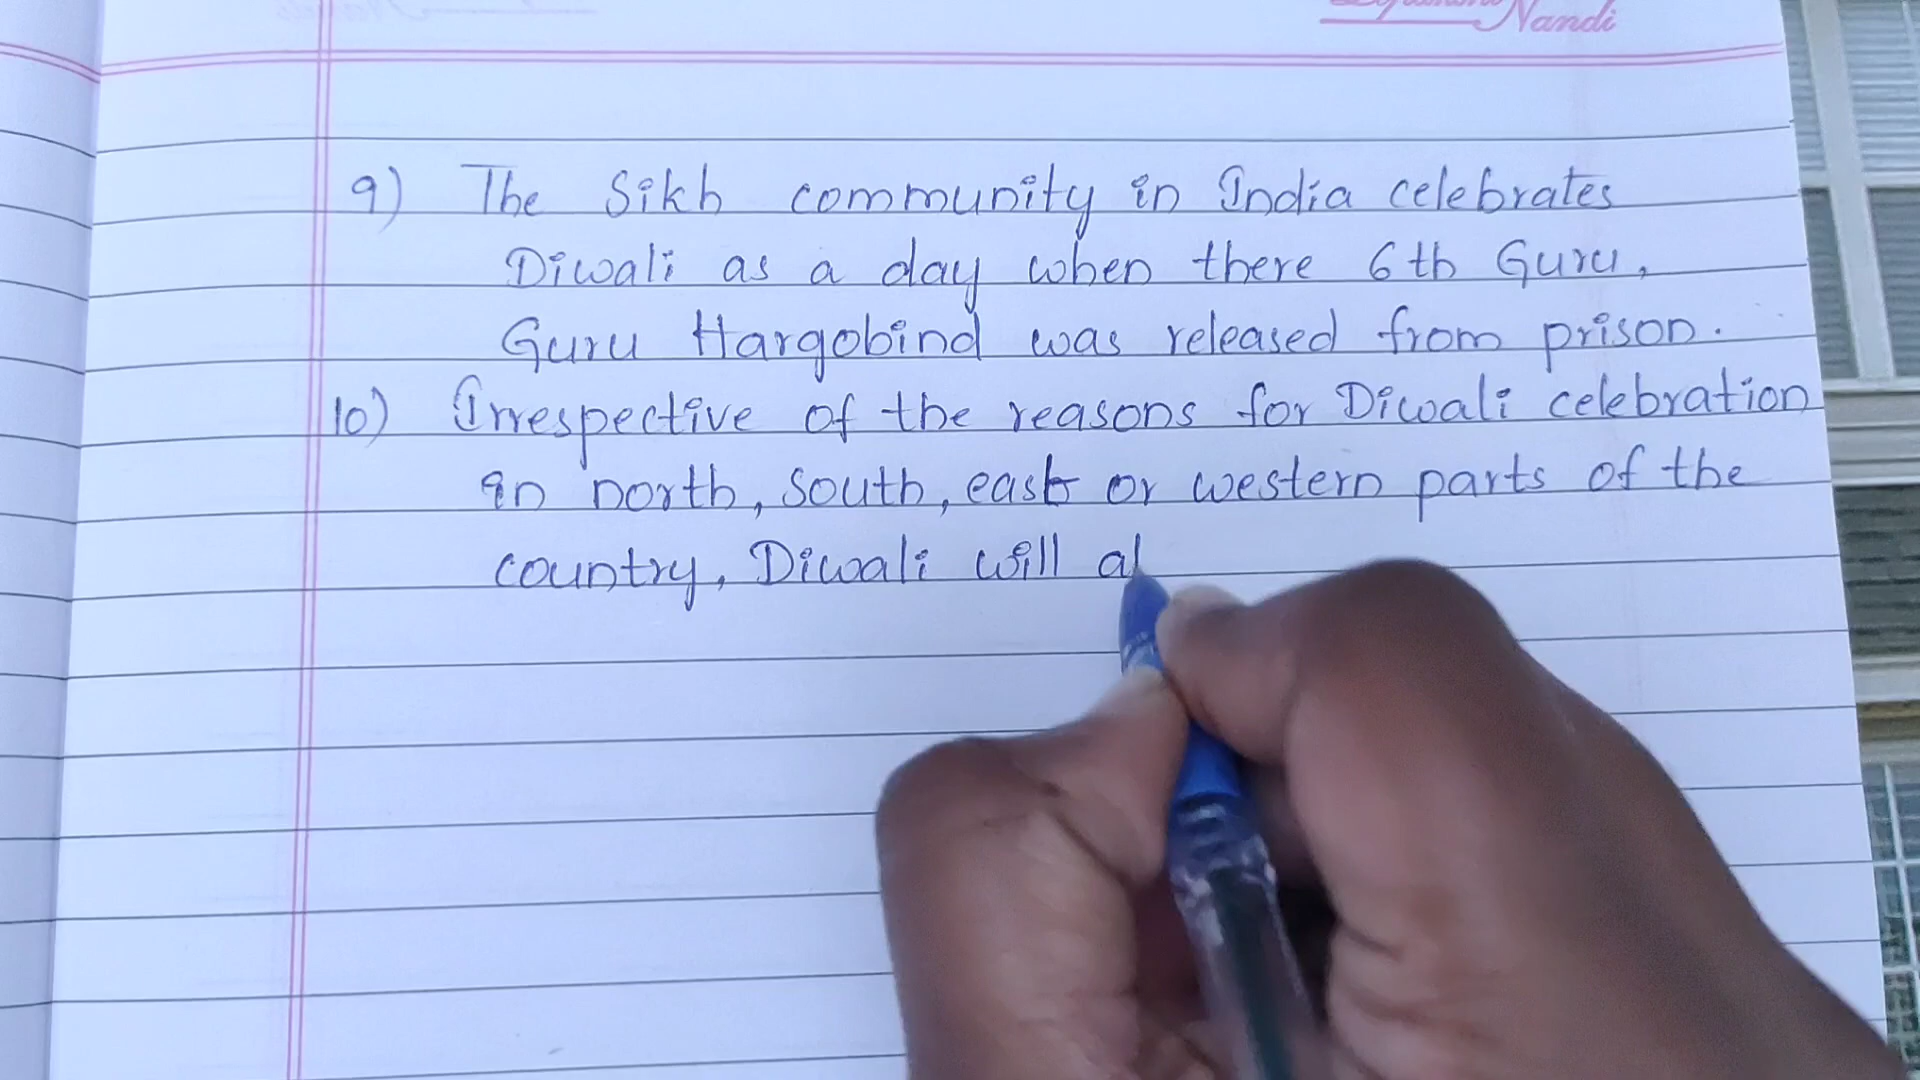 Nandi
9) The Sikh community in India celebrates
Diwali as a day when there 6th Guru,
Guru Hargobind was released from prison.
10) Irrespective of the reasons for Diwali celebration
in north, south, east or western parts of the
country, Diwali will al